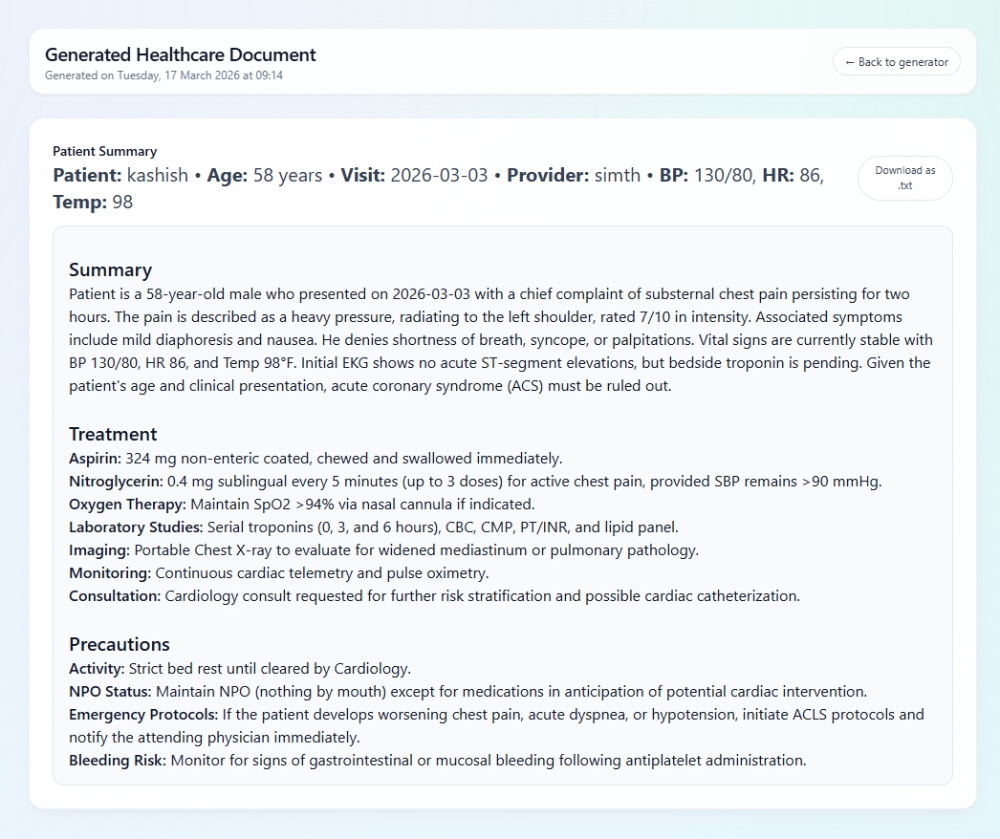 Generated Healthcare Document
Generated on Tuesday, 17 March 2026 at 09:14
← Back to generator
Patient Summary
Patient: kashish • Age: 58 years • Visit: 2026-03-03 • Provider: simth • BP: 130/80, HR: 86,
Temp: 98
Download as
.txt
Summary
Patient is a 58-year-old male who presented on 2026-03-03 with a chief complaint of substernal chest pain persisting for two
hours. The pain is described as a heavy pressure, radiating to the left shoulder, rated 7/10 in intensity. Associated symptoms
include mild diaphoresis and nausea. He denies shortness of breath, syncope, or palpitations. Vital signs are currently stable with
BP 130/80, HR 86, and Temp 98°F. Initial EKG shows no acute ST-segment elevations, but bedside troponin is pending. Given the
patient's age and clinical presentation, acute coronary syndrome (ACS) must be ruled out.
Treatment
Aspirin: 324 mg non-enteric coated, chewed and swallowed immediately.
Nitroglycerin: 0.4 mg sublingual every 5 minutes (up to 3 doses) for active chest pain, provided SBP remains >90 mmHg.
Oxygen Therapy: Maintain SpO2 >94% via nasal cannula if indicated.
Laboratory Studies: Serial troponins (0, 3, and 6 hours), CBC, CMP, PT/INR, and lipid panel.
Imaging: Portable Chest X-ray to evaluate for widened mediastinum or pulmonary pathology.
Monitoring: Continuous cardiac telemetry and pulse oximetry.
Consultation: Cardiology consult requested for further risk stratification and possible cardiac catheterization.
Precautions
Activity: Strict bed rest until cleared by Cardiology.
NPO Status: Maintain NPO (nothing by mouth) except for medications in anticipation of potential cardiac intervention.
Emergency Protocols: If the patient develops worsening chest pain, acute dyspnea, or hypotension, initiate ACLS protocols and
notify the attending physician immediately.
Bleeding Risk: Monitor for signs of gastrointestinal or mucosal bleeding following antiplatelet administration.